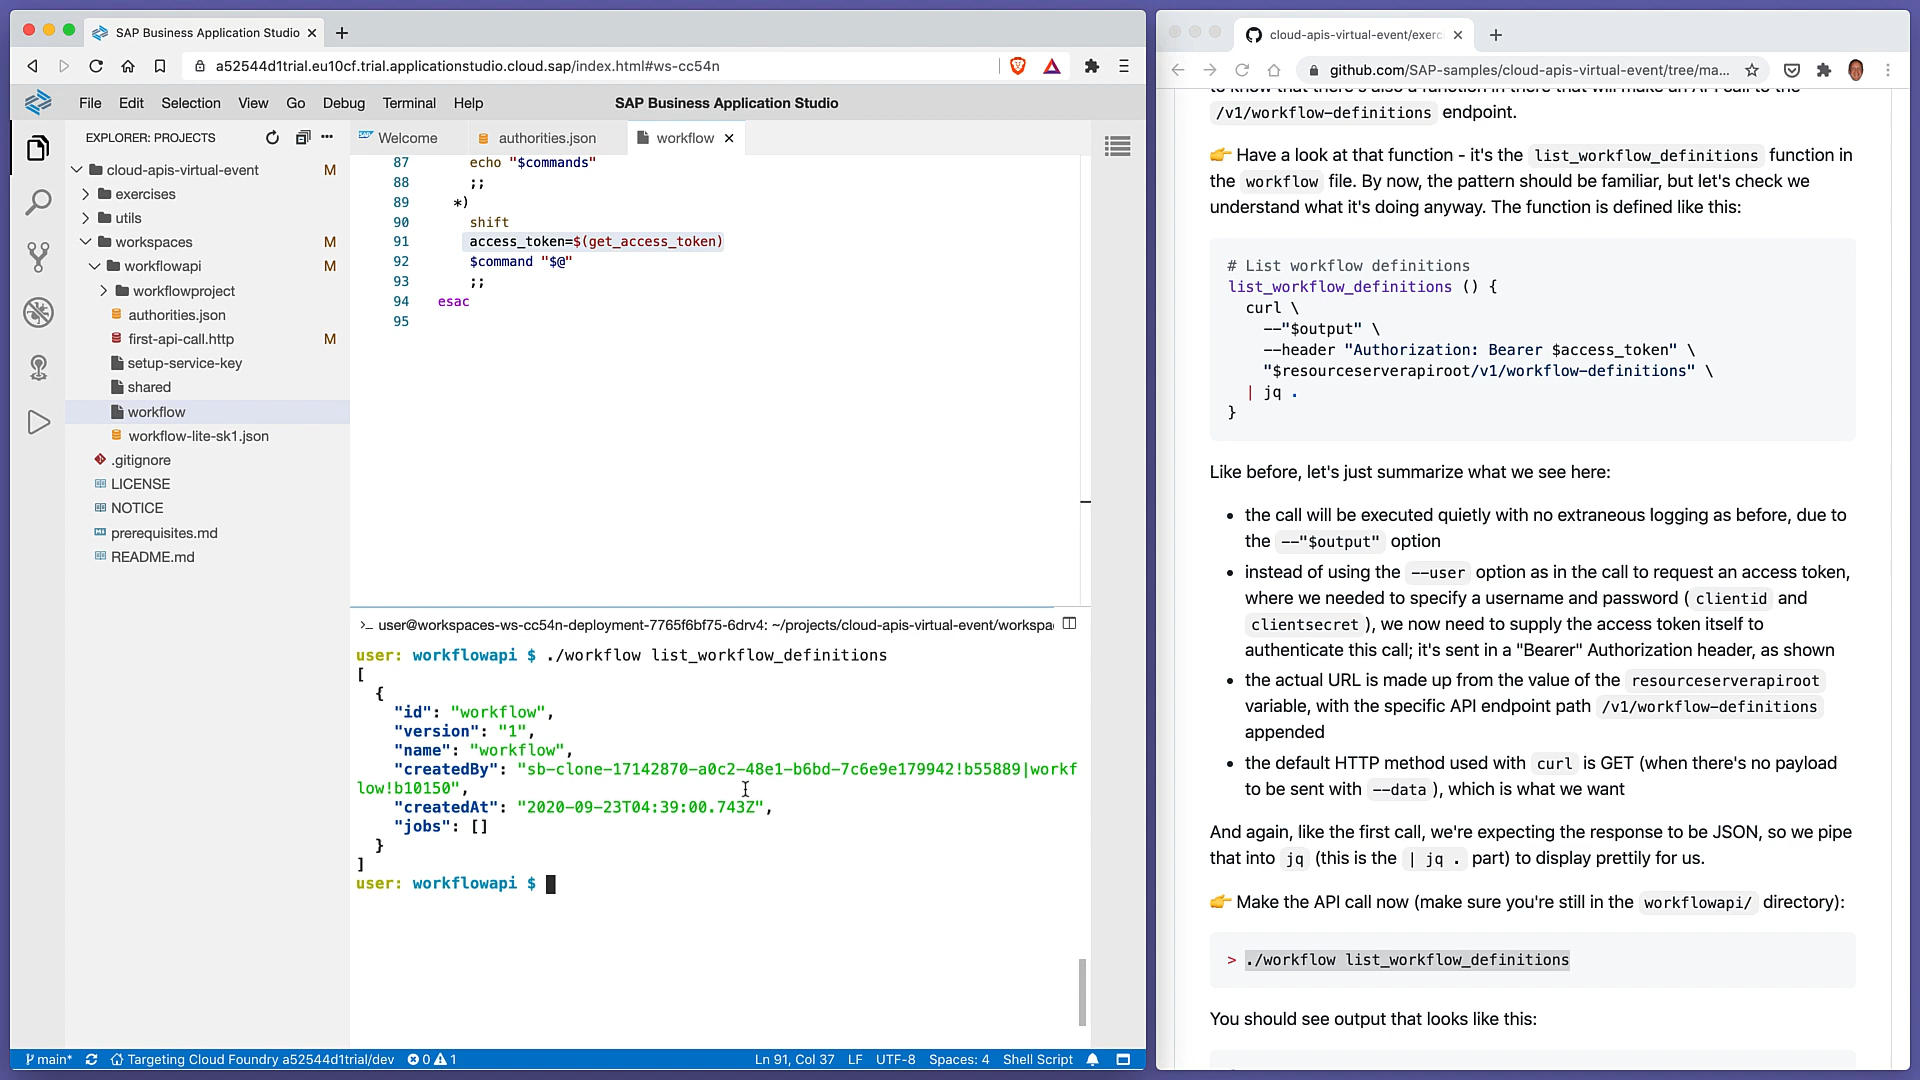 SAP Business Application Studio
a52544d1trial.eu10cf.trial.applicationstudio.cloud.sap/index.html#ws-cc54n
File Edit Selection View Go Debug Terminal Help
SAP Business Application Studio
EXPLORER: PROJECTS
cloud-apis-virtual-event M
exercises
utils
workspaces M
workflowapi M
workflowproject
authorities.json
first-api-call.http M
setup-service-key
shared
workflow
workflow-lite-sk1.json
.gitignore
LICENSE
NOTICE
prerequisites.md
README.md
Welcome authorities.json workflow
87 echo "$commands"
88 ;;
89 *)
90 shift
91 access_token=$(get_access_token)
92 $command "$@"
93 ;;
94 esac
95
>_ user@workspaces-ws-cc54n-deployment-7765f6bf75-6drv4: ~/projects/cloud-apis-virtual-event/workspa
user: workflowapi $ ./workflow list_workflow_definitions
[
{
"id": "workflow",
"version": "1",
"name": "workflow",
"createdBy": "sb-clone-17142870-a0c2-48e1-b6bd-7c6e9e179942!b55889|workf
low!b10150",
"createdAt": "2020-09-23T04:39:00.743Z",
"jobs": []
}
]
user: workflowapi $
main* Targeting Cloud Foundry a52544d1trial/dev 0 1 Ln 91, Col 37 LF UTF-8 Spaces: 4 Shell Script
cloud-apis-virtual-event/exerc
github.com/SAP-samples/cloud-apis-virtual-event/tree/ma...
to know that there's also a function in there that will make an API call to the
/v1/workflow-definitions endpoint.
👉 Have a look at that function - it's the list_workflow_definitions function in
the workflow file. By now, the pattern should be familiar, but let's check we
understand what it's doing anyway. The function is defined like this:
# List workflow definitions
list_workflow_definitions () {
curl \
--"$output" \
--header "Authorization: Bearer $access_token" \
"$resourceserverapiroot/v1/workflow-definitions" \
| jq .
}
Like before, let's just summarize what we see here:
• the call will be executed quietly with no extraneous logging as before, due to
the --"$output" option
• instead of using the --user option as in the call to request an access token,
where we needed to specify a username and password ( clientid and
clientsecret ), we now need to supply the access token itself to
authenticate this call; it's sent in a "Bearer" Authorization header, as shown
• the actual URL is made up from the value of the resourceserverapiroot
variable, with the specific API endpoint path /v1/workflow-definitions
appended
• the default HTTP method used with curl is GET (when there's no payload
to be sent with --data ), which is what we want
And again, like the first call, we're expecting the response to be JSON, so we pipe
that into jq (this is the | jq . part) to display prettily for us.
👉 Make the API call now (make sure you're still in the workflowapi/ directory):
> ./workflow list_workflow_definitions
You should see output that looks like this: